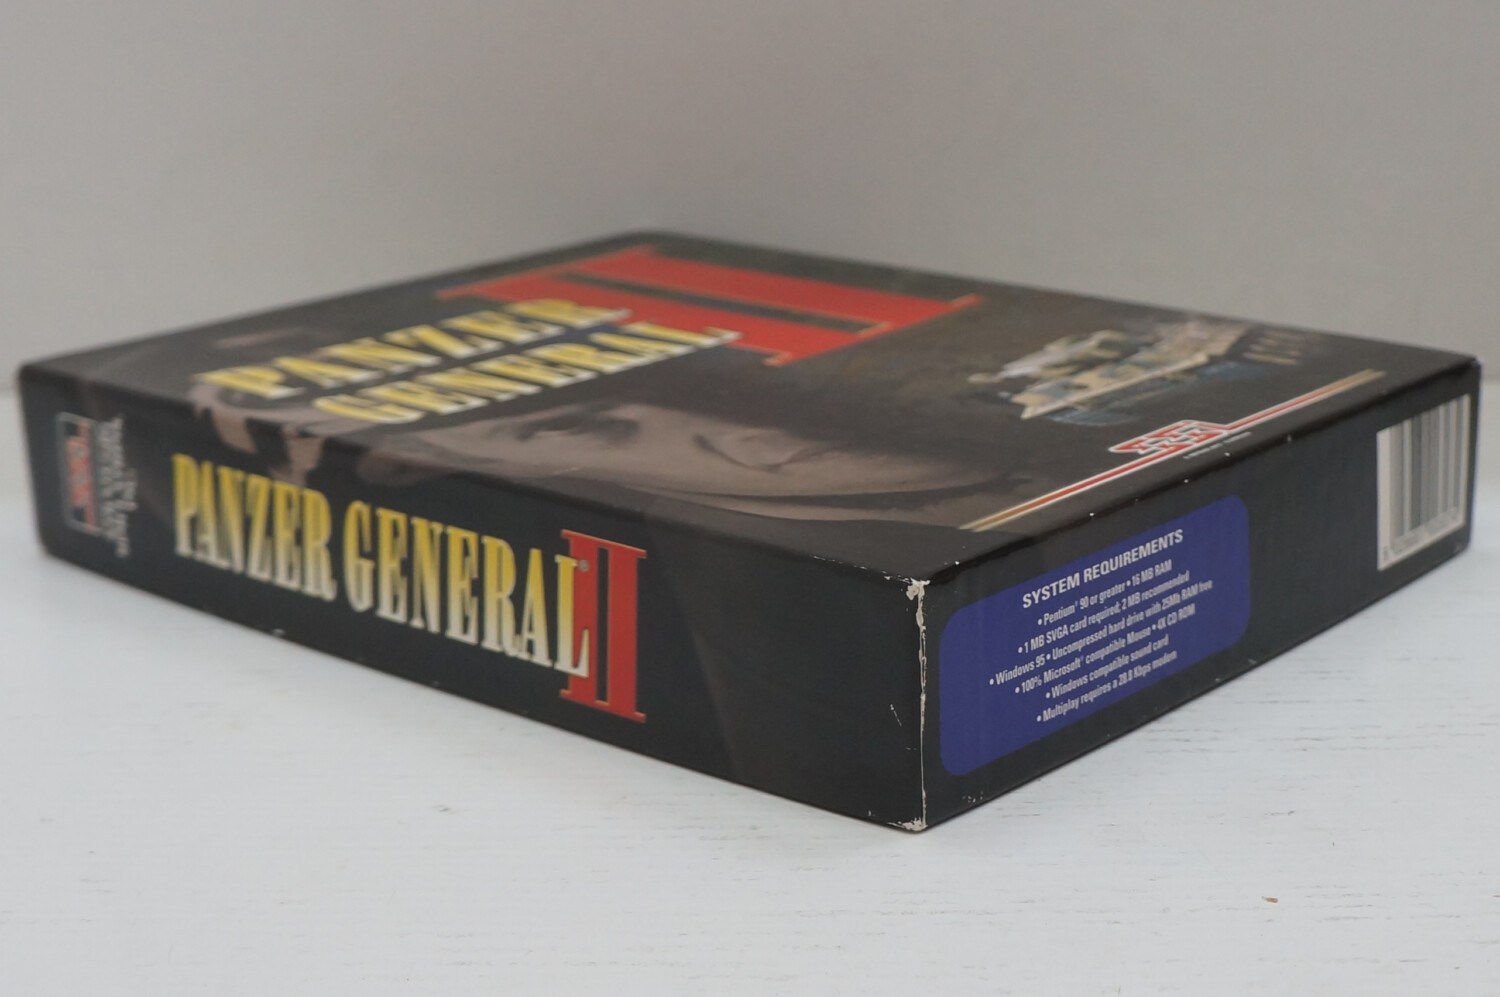 PANZER
GENERAL
II
PANZER GENERAL® II
SYSTEM REQUIREMENTS
• Pentium® 90 or greater • 16 MB RAM
• 1 MB SVGA card required; 2 MB recommended
• Windows 95 • Uncompressed hard drive with 25Mb RAM free
• 100% Microsoft® compatible Mouse • 4X CD ROM
• Windows compatible sound card
• Multiplay requires a 28.8 Kbps modem